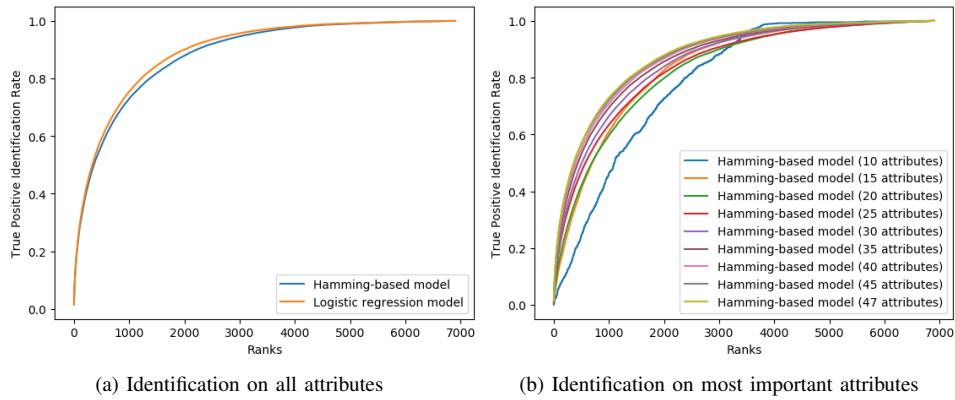 True Positive Identification Rate
1.0
0.8
0.6
0.4
0.2
0.0
Hamming-based model
Logistic regression model
0 1000 2000 3000 4000 5000 6000 7000
Ranks
(a) Identification on all attributes
True Positive Identification Rate
1.0
0.8
0.6
0.4
0.2
0.0
Hamming-based model (10 attributes)
Hamming-based model (15 attributes)
Hamming-based model (20 attributes)
Hamming-based model (25 attributes)
Hamming-based model (30 attributes)
Hamming-based model (35 attributes)
Hamming-based model (40 attributes)
Hamming-based model (45 attributes)
Hamming-based model (47 attributes)
0 1000 2000 3000 4000 5000 6000 7000
Ranks
(b) Identification on most important attributes